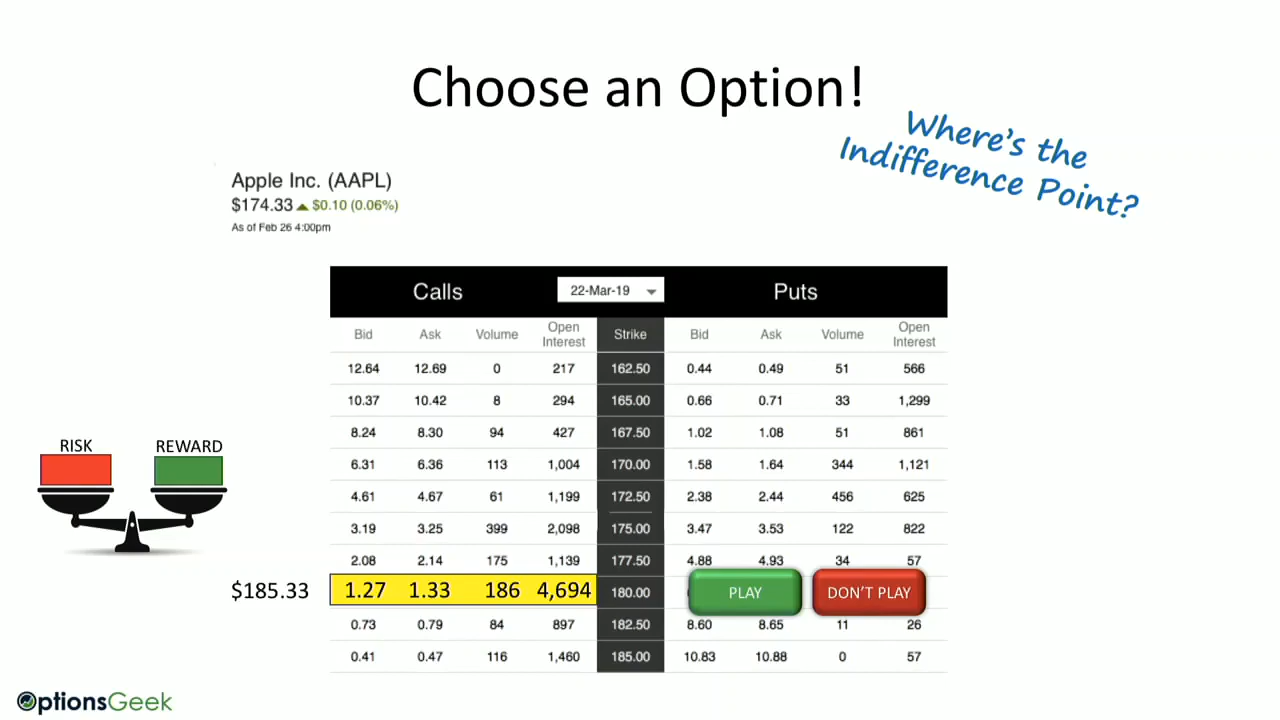 Choose an Option!
Where's the
Indifference Point?
Apple Inc. (AAPL)
$174.33 $0.10 (0.06%)
As of Feb 26 4:00pm
Calls 22-Mar-19 Puts
Bid Ask Volume Open Interest Strike Bid Ask Volume Open Interest
12.64 12.69 0 217 162.50 0.44 0.49 51 566
10.37 10.42 8 294 165.00 0.66 0.71 33 1,299
8.24 8.30 94 427 167.50 1.02 1.08 51 861
6.31 6.36 113 1,004 170.00 1.58 1.64 344 1,121
4.61 4.67 61 1,199 172.50 2.38 2.44 456 625
3.19 3.25 399 2,098 175.00 3.47 3.53 122 822
2.08 2.14 175 1,139 177.50 4.88 4.93 34 57
$185.33 1.27 1.33 186 4,694 180.00 PLAY DON'T PLAY
0.73 0.79 84 897 182.50 8.60 8.65 11 26
0.41 0.47 116 1,460 185.00 10.83 10.88 0 57
RISK REWARD
OptionsGeek